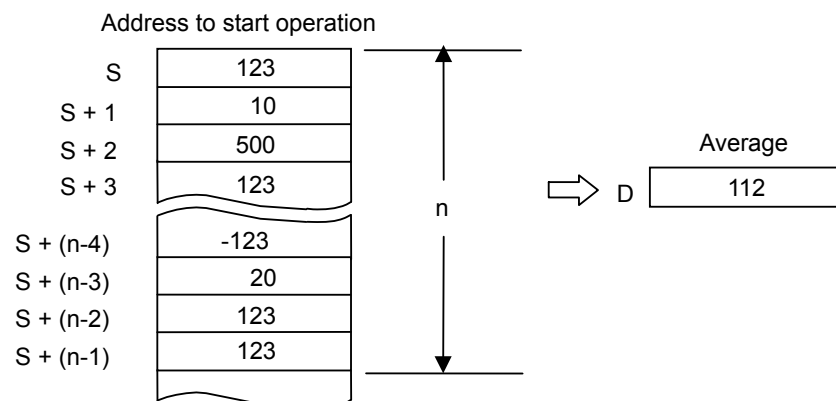 Address to start operation
S 123
S + 1 10
S + 2 500
S + 3 123
S + (n-4) -123
S + (n-3) 20
S + (n-2) 123
S + (n-1) 123
n
Average
D 112